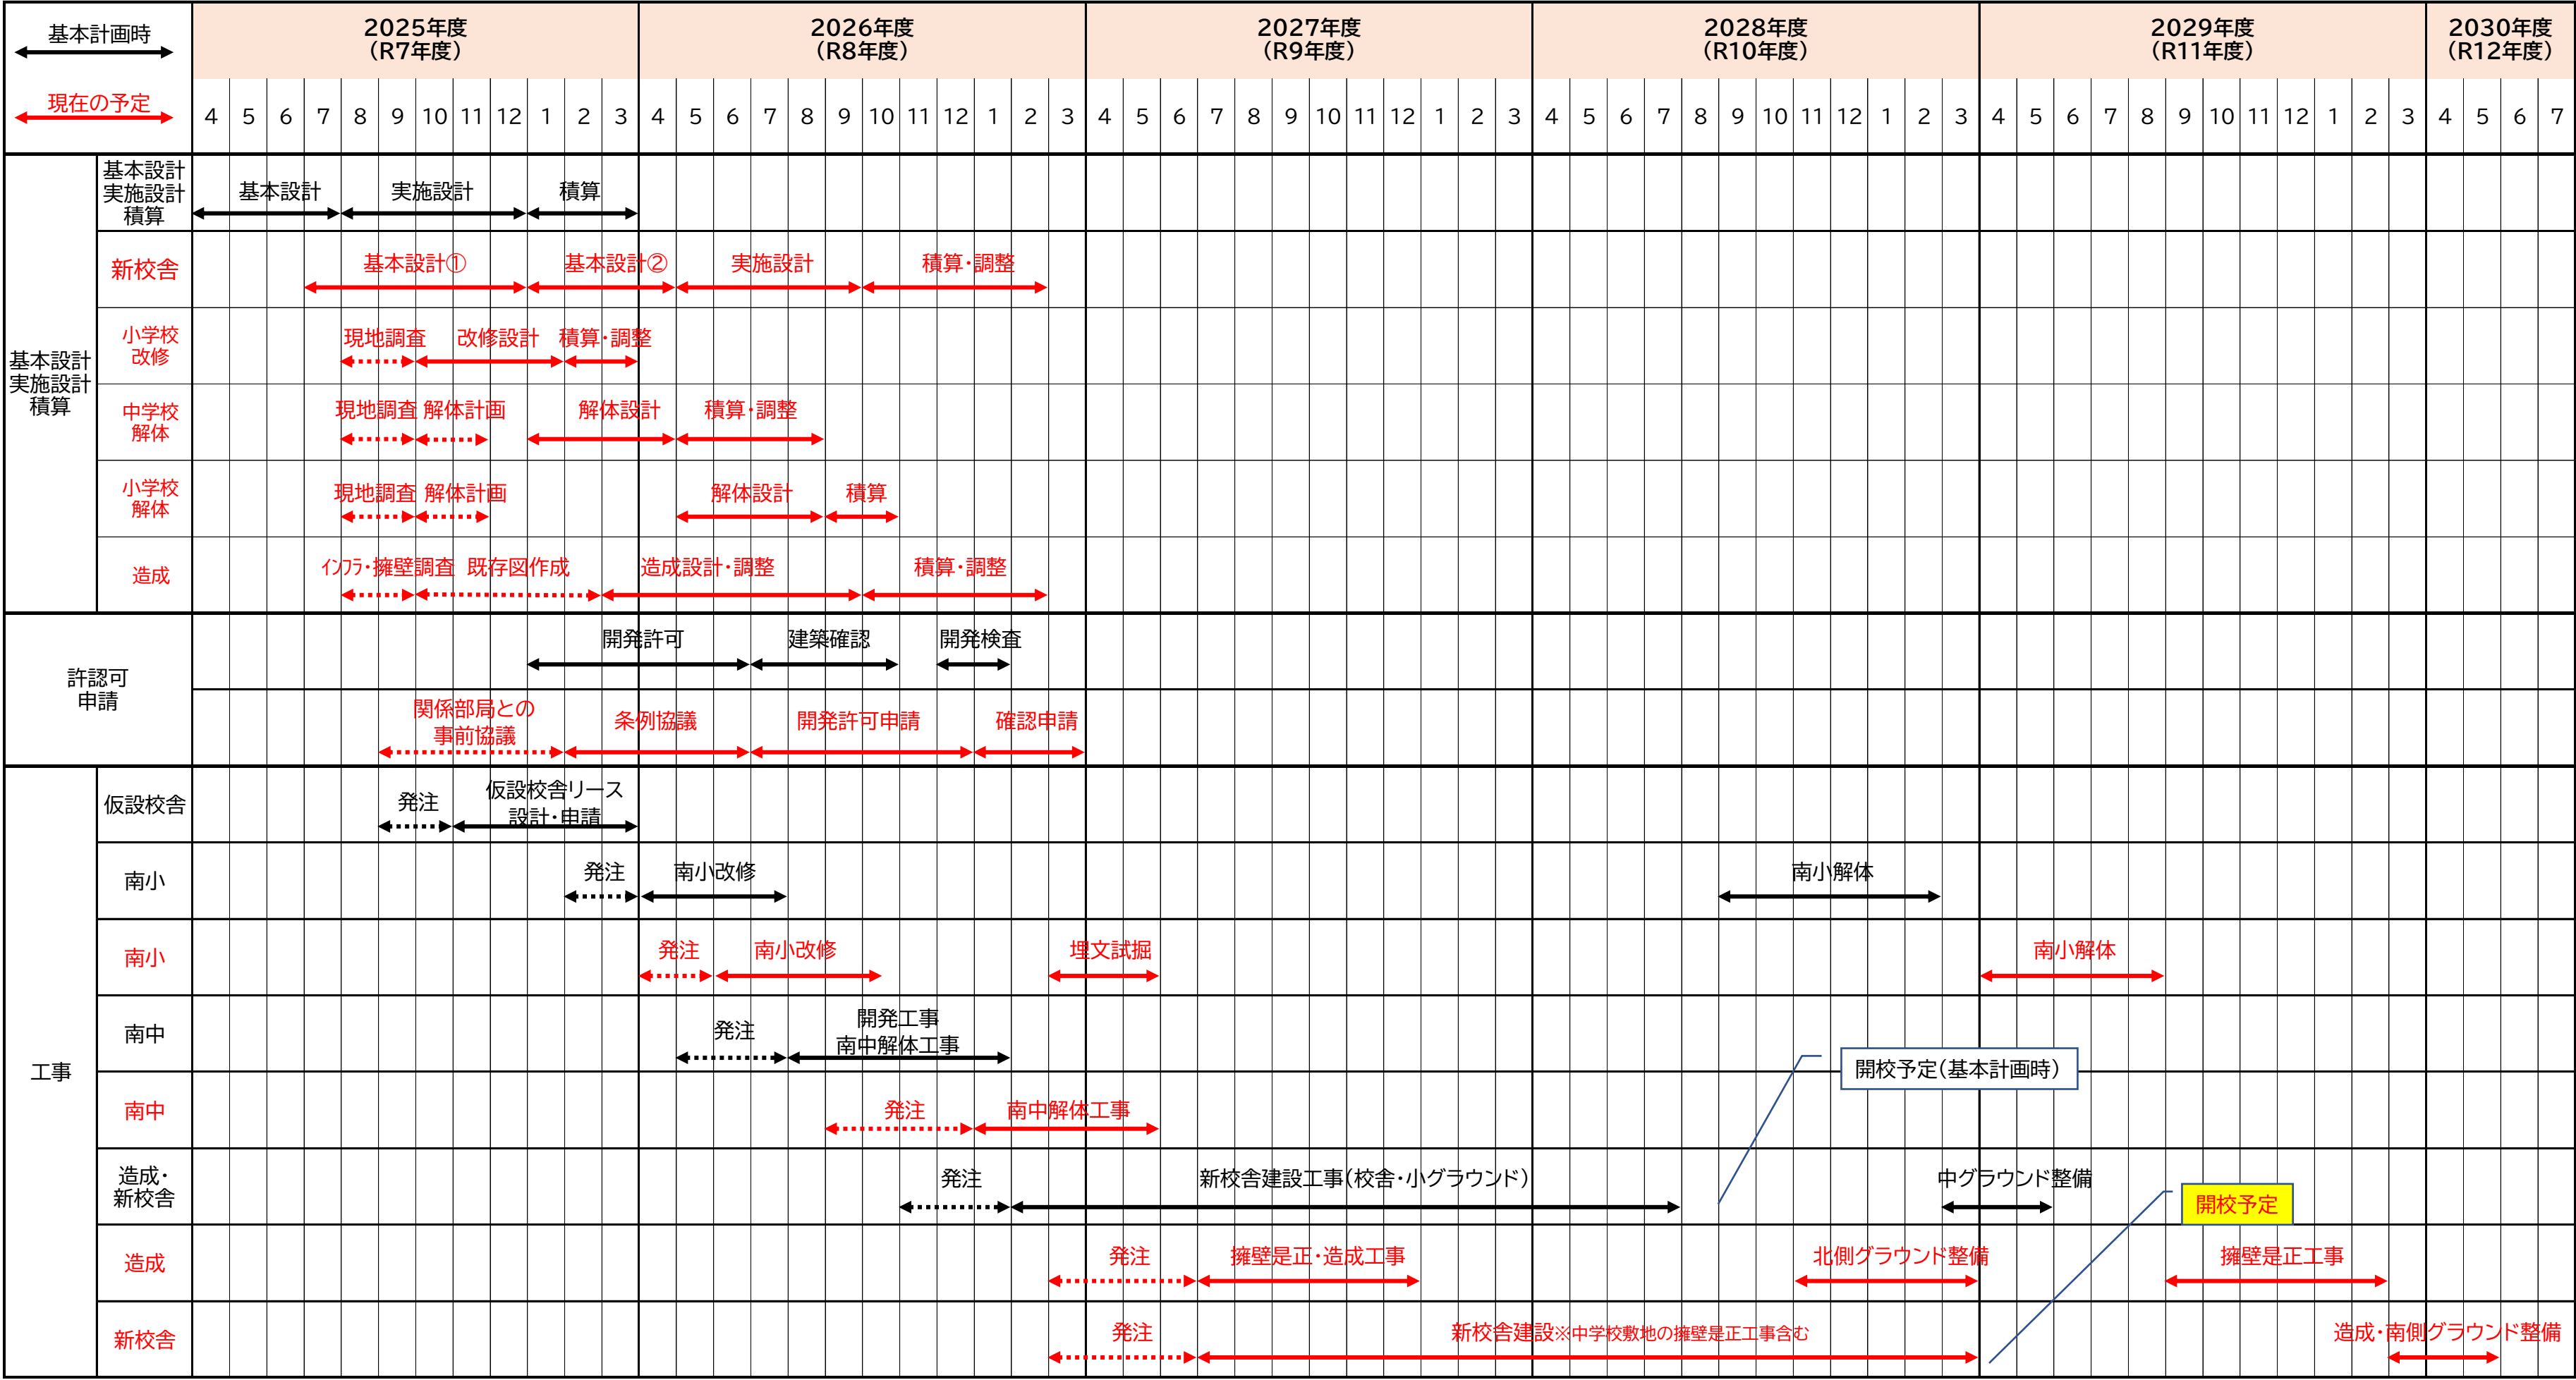 基本計画時
現在の予定
2025年度
（R7年度）
2026年度
（R8年度）
2027年度
（R9年度）
2028年度
（R10年度）
2029年度
（R11年度）
2030年度
（R12年度）
4 5 6 7 8 9 10 11 12 1 2 3 4 5 6 7 8 9 10 11 12 1 2 3 4 5 6 7 8 9 10 11 12 1 2 3 4 5 6 7 8 9 10 11 12 1 2 3 4 5 6 7 8 9 10 11 12 1 2 3 4 5 6 7
基本設計
実施設計
積算
基本設計
実施設計
積算
基本設計 実施設計 積算
新校舎
基本設計① 基本設計② 実施設計 積算・調整
小学校
改修
現地調査 改修設計 積算・調整
中学校
解体
現地調査 解体計画 解体設計 積算・調整
小学校
解体
現地調査 解体計画 解体設計 積算
造成
ｲﾝﾌﾗ・擁壁調査 既存図作成 造成設計・調整 積算・調整
許認可
申請
開発許可 建築確認 開発検査
関係部局との
事前協議
条例協議 開発許可申請 確認申請
工事
仮設校舎
発注
仮設校舎リース
設計・申請
南小
発注 南小改修 南小解体
南小
発注 南小改修 埋文試掘 南小解体
南中
発注
開発工事
南中解体工事
開校予定（基本計画時）
南中
発注 南中解体工事
造成・
新校舎
発注 新校舎建設工事（校舎・小グラウンド） 中グラウンド整備
開校予定
造成
発注 擁壁是正・造成工事 北側グラウンド整備 擁壁是正工事
新校舎
発注 新校舎建設※中学校敷地の擁壁是正工事含む 造成・南側グラウンド整備